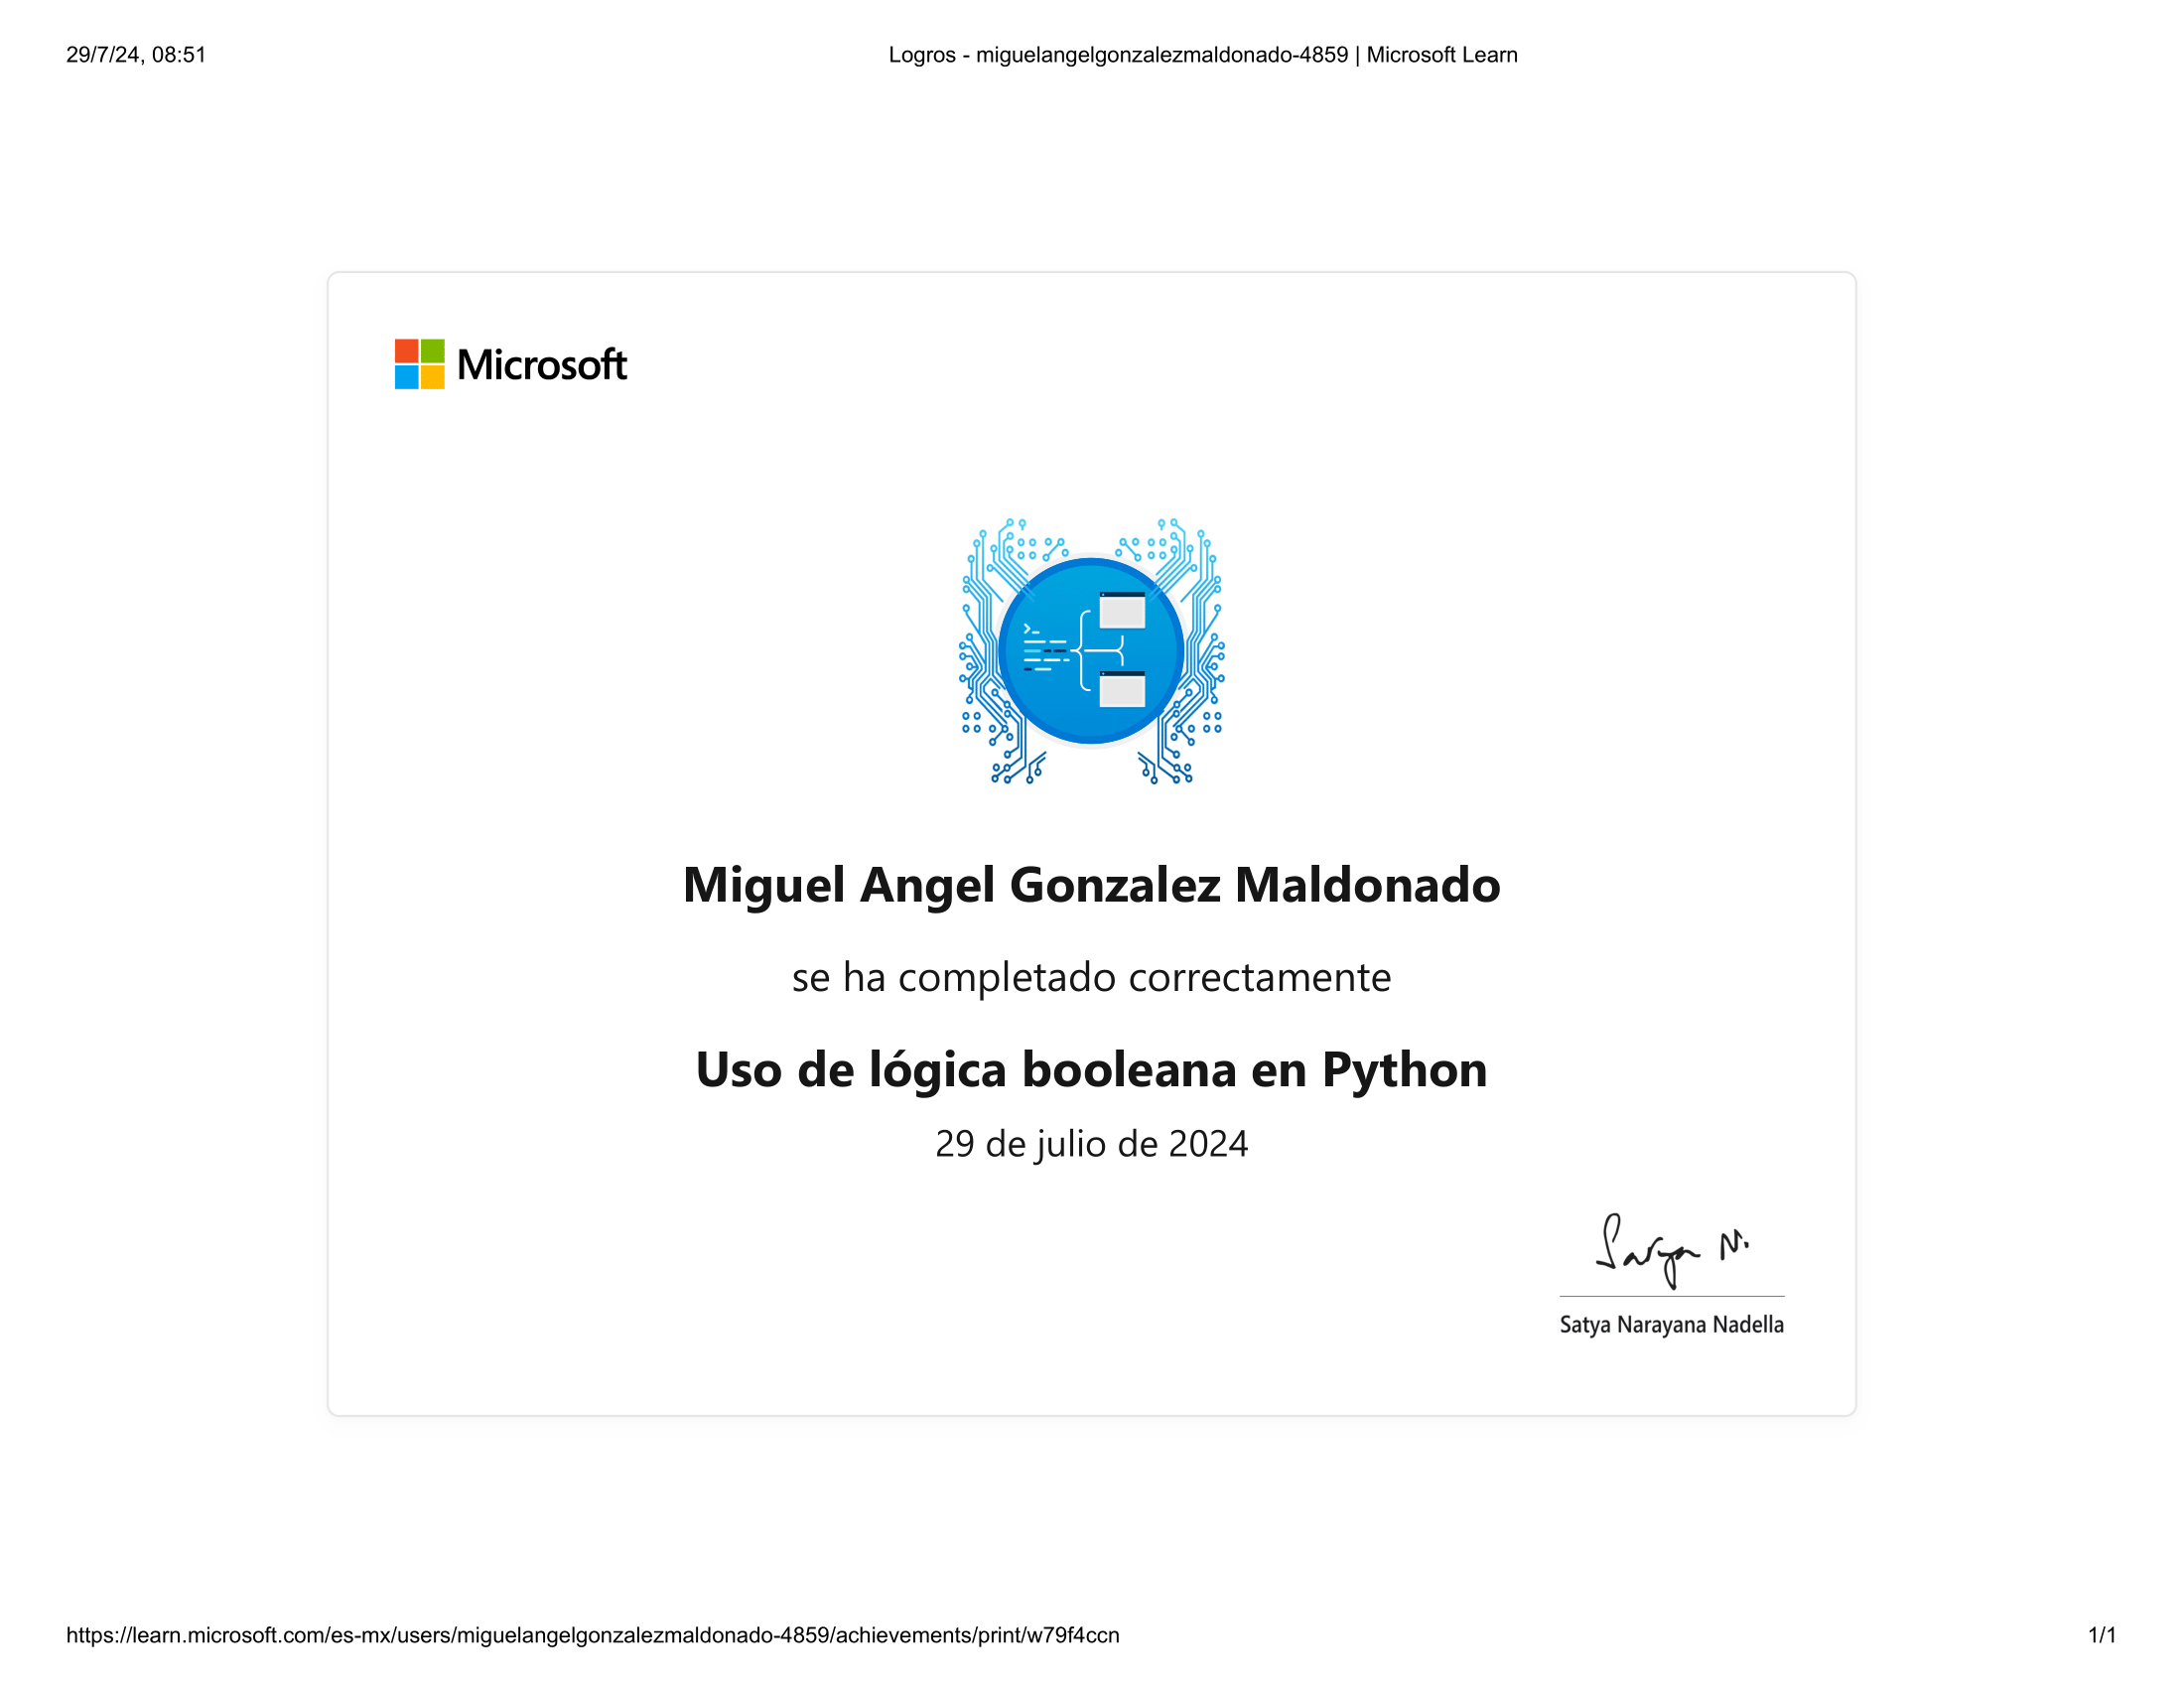 29/7/24, 08:51
Logros - miguelangelgonzalezmaldonado-4859 | Microsoft Learn
Microsoft
Miguel Angel Gonzalez Maldonado
se ha completado correctamente
Uso de lógica booleana en Python
29 de julio de 2024
Satya N.
Satya Narayana Nadella
https://learn.microsoft.com/es-mx/users/miguelangelgonzalezmaldonado-4859/achievements/print/w79f4ccn
1/1